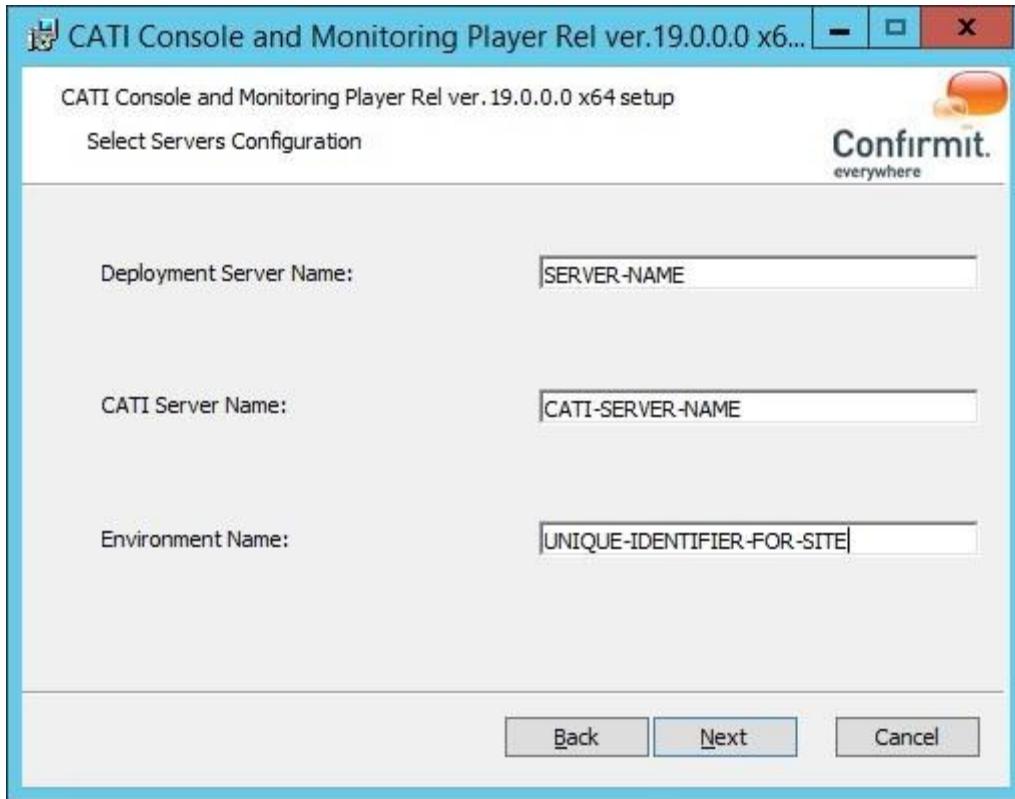 CATI Console and Monitoring Player Rel ver.19.0.0.0 x6...
CATI Console and Monitoring Player Rel ver.19.0.0.0 x64 setup
Select Servers Configuration
Confirmit.
everywhere
Deployment Server Name:
SERVER-NAME
CATI Server Name:
CATI-SERVER-NAME
Environment Name:
UNIQUE-IDENTIFIER-FOR-SITE
Back
Next
Cancel